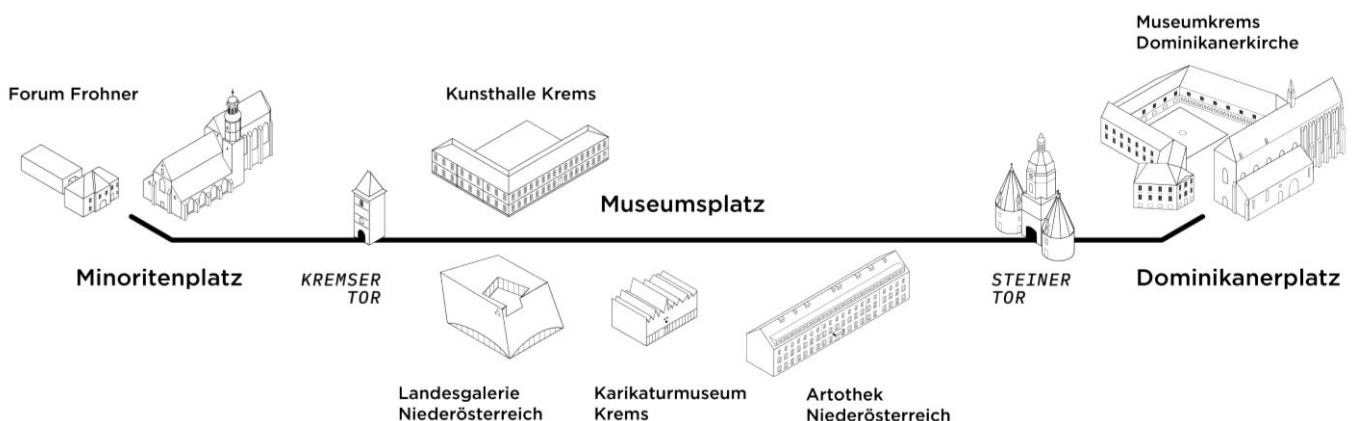 Museumkrems
Dominikanerkirche
Forum Frohner
Kunsthalle Krems
Museumsplatz
Minoritenplatz
KREMSER
TOR
STEINER
TOR
Dominikanerplatz
Landesgalerie
Niederösterreich
Karikaturmuseum
Krems
Artothek
Niederösterreich